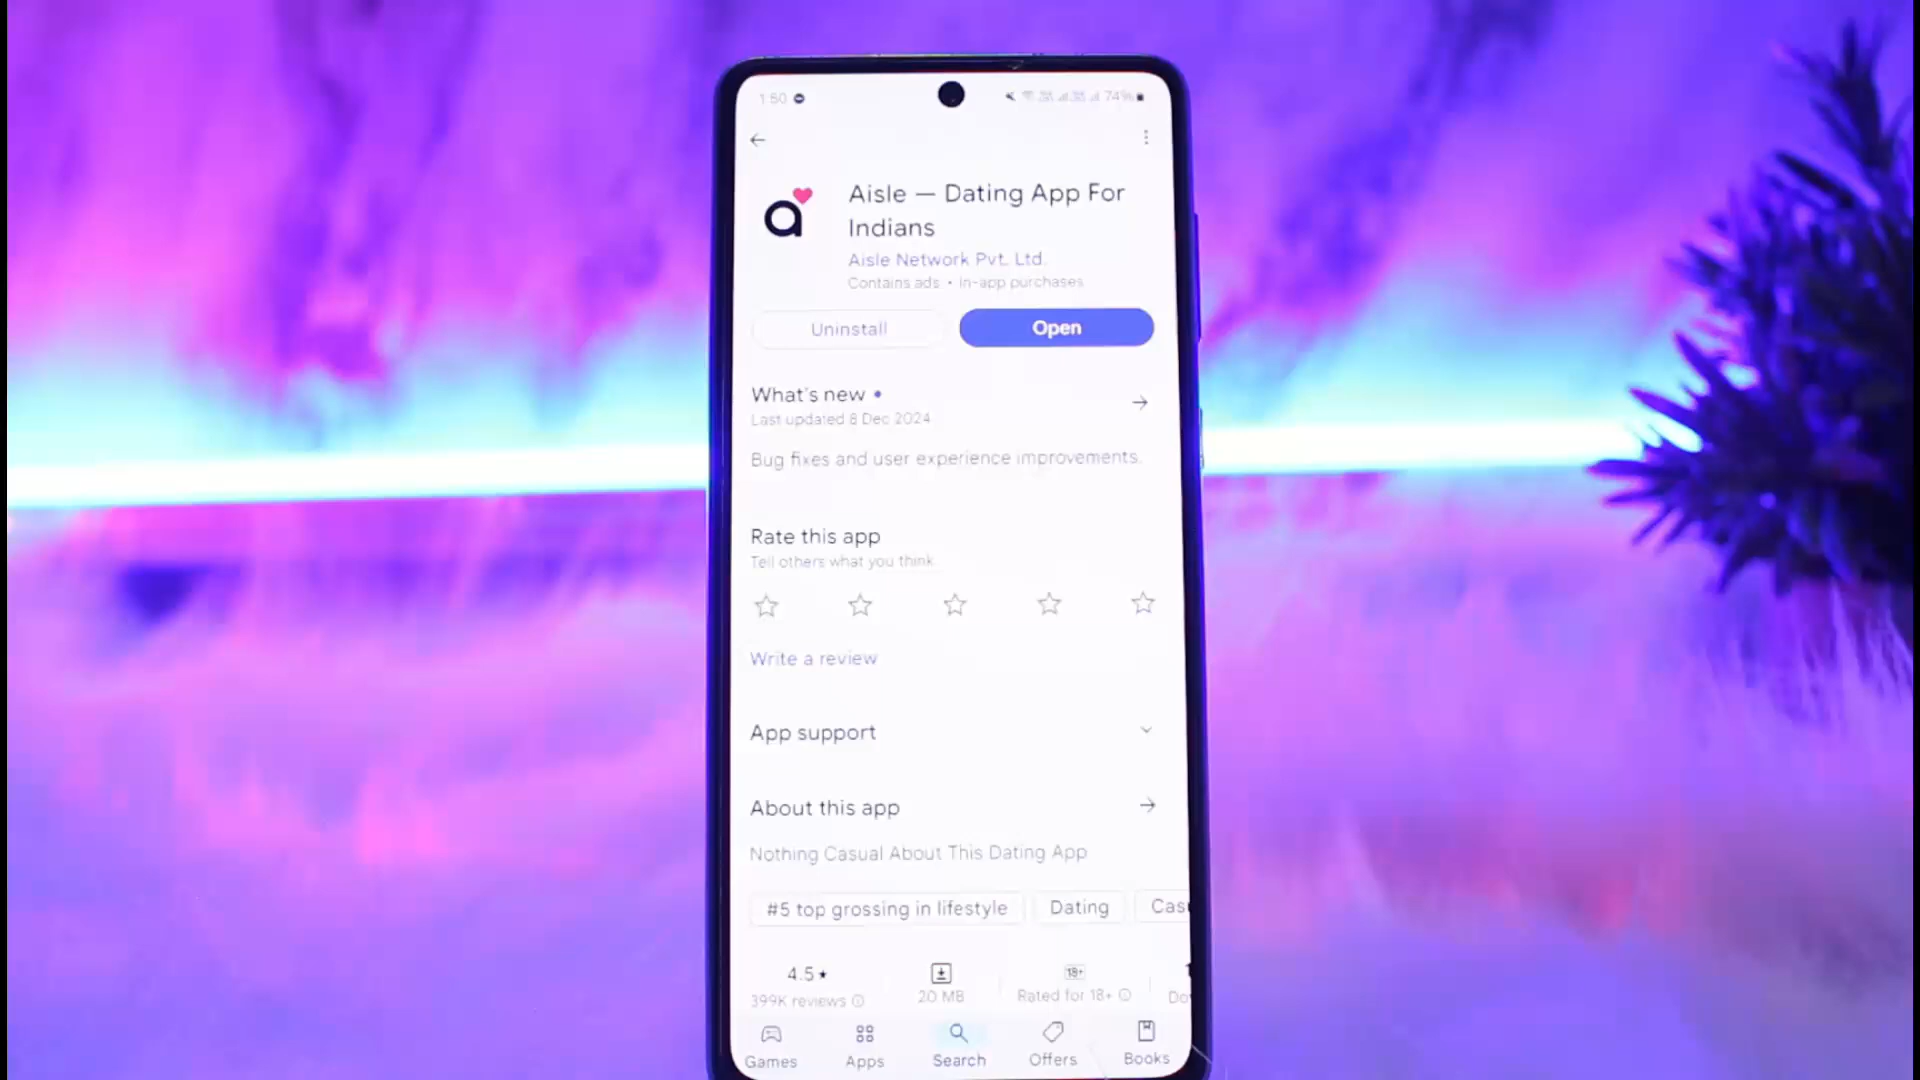 1:50
74%
Aisle — Dating App For
Indians
Aisle Network Pvt. Ltd.
Contains ads • In-app purchases
Uninstall
Open
What's new •
Last updated 8 Dec 2024
Bug fixes and user experience improvements.
Rate this app
Tell others what you think
Write a review
App support
About this app
Nothing Casual About This Dating App
#5 top grossing in lifestyle
Dating
4.5★
18+
399K reviews
20 MB
Rated for 18+
Games
Apps
Search
Offers
Books